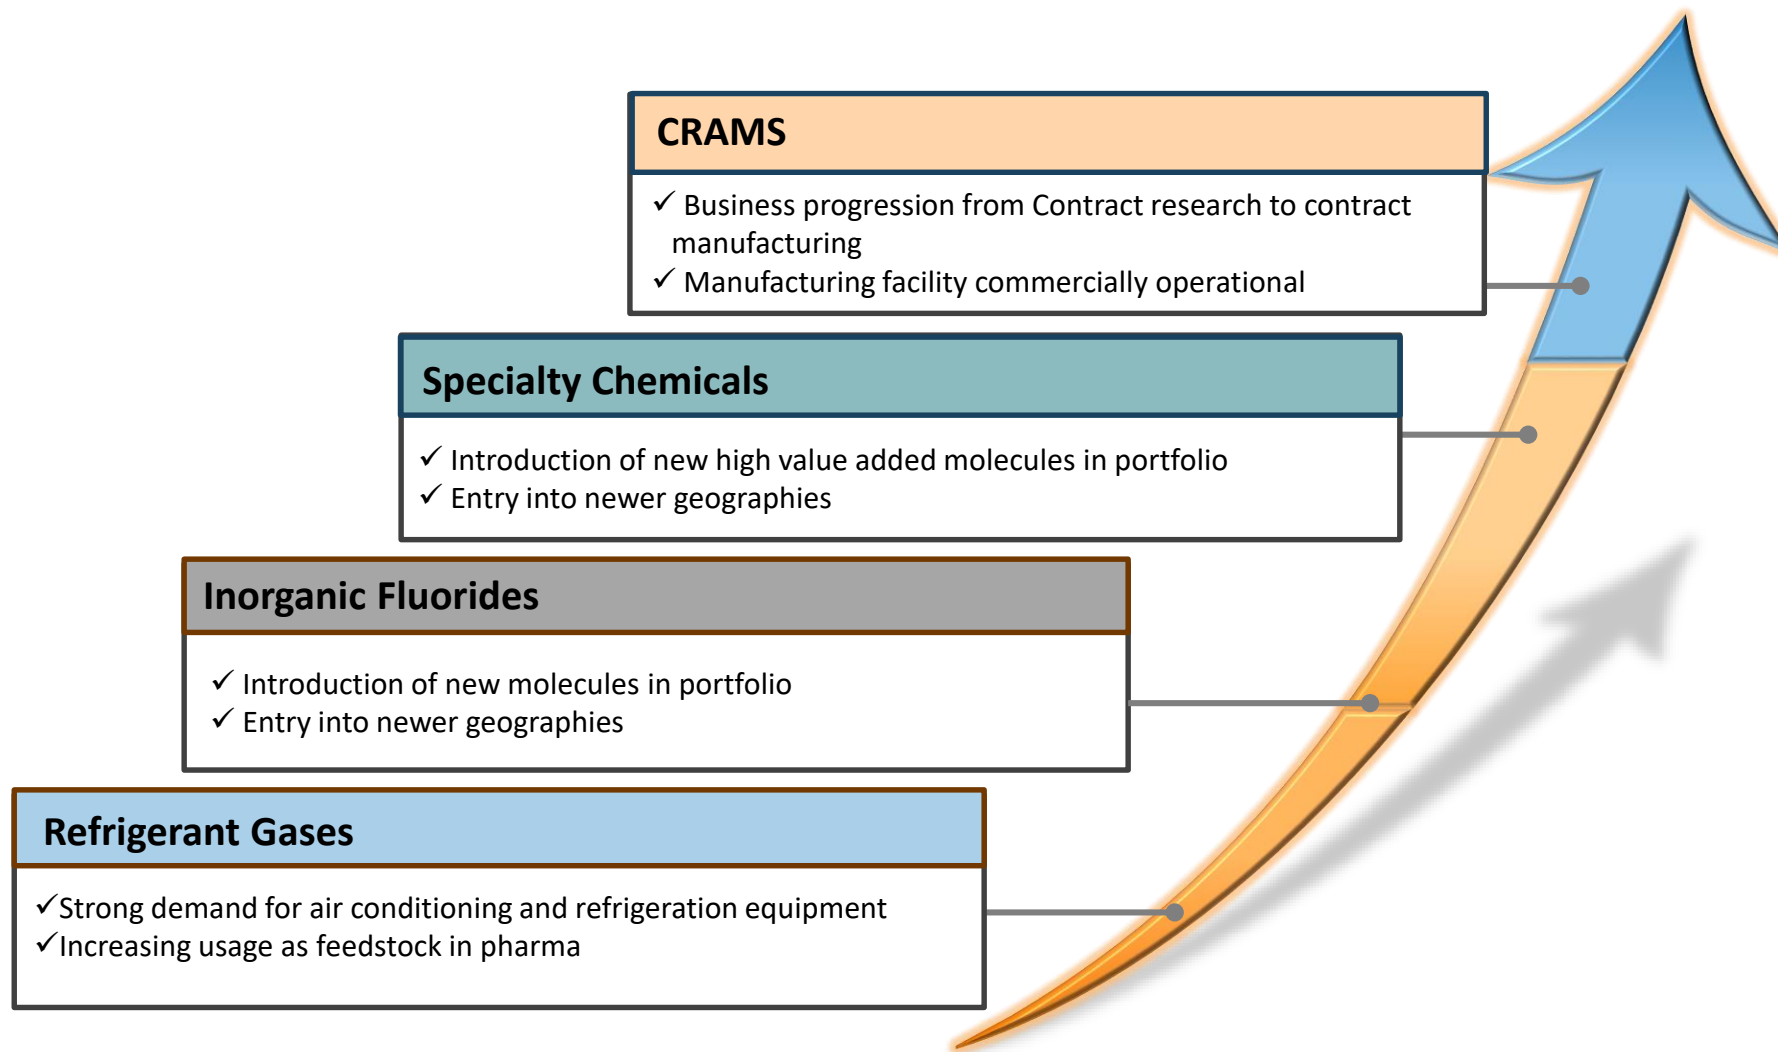 CRAMS
✓ Business progression from Contract research to contract
manufacturing
✓ Manufacturing facility commercially operational
Specialty Chemicals
✓ Introduction of new high value added molecules in portfolio
✓ Entry into newer geographies
Inorganic Fluorides
✓ Introduction of new molecules in portfolio
✓ Entry into newer geographies
Refrigerant Gases
✓Strong demand for air conditioning and refrigeration equipment
✓Increasing usage as feedstock in pharma